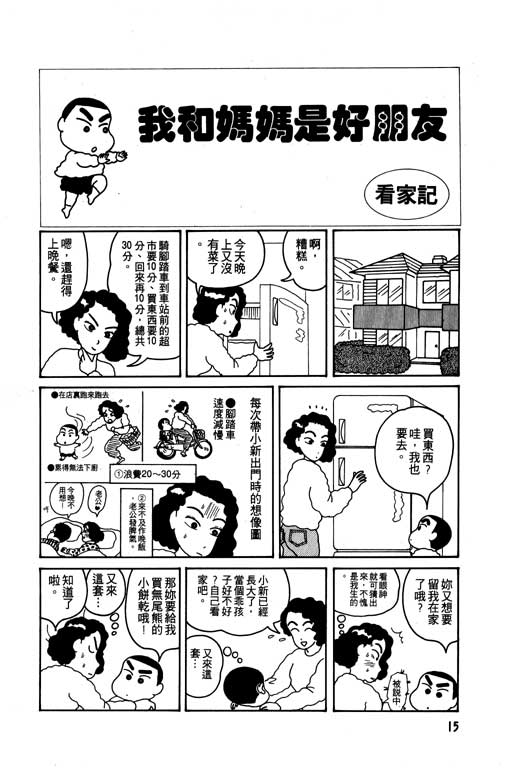 我和媽媽是好朋友
看家記
啊，
糟糕。
今天晚
上又沒
有菜了
。
騎腳踏車到車站前的超
市要10分、買東西要10
分、回來再10分，總共
30分。
嗯，還趕得
上晚餐。
買東西？
哇，我也
要去。
每次帶小新出門時的想像圖
●腳踏車
速度減慢
●在店裏跑來跑去
①浪費20～30分
●累得無法下廚
②來不及作晚飯
，老公發脾氣。
老公♥
今晚不
用想！
妳又想要
留我在家
了哦？
看眼神
就可猜出
來，不愧
是我生的
。
被說中
了
小新已經
長大了，
當個乖孩
子好不好
？自己看
家吧。
又來這
套…
那妳要給我
買無尾熊的
小餅乾哦！
又來
這套…
知道了
啦。
15